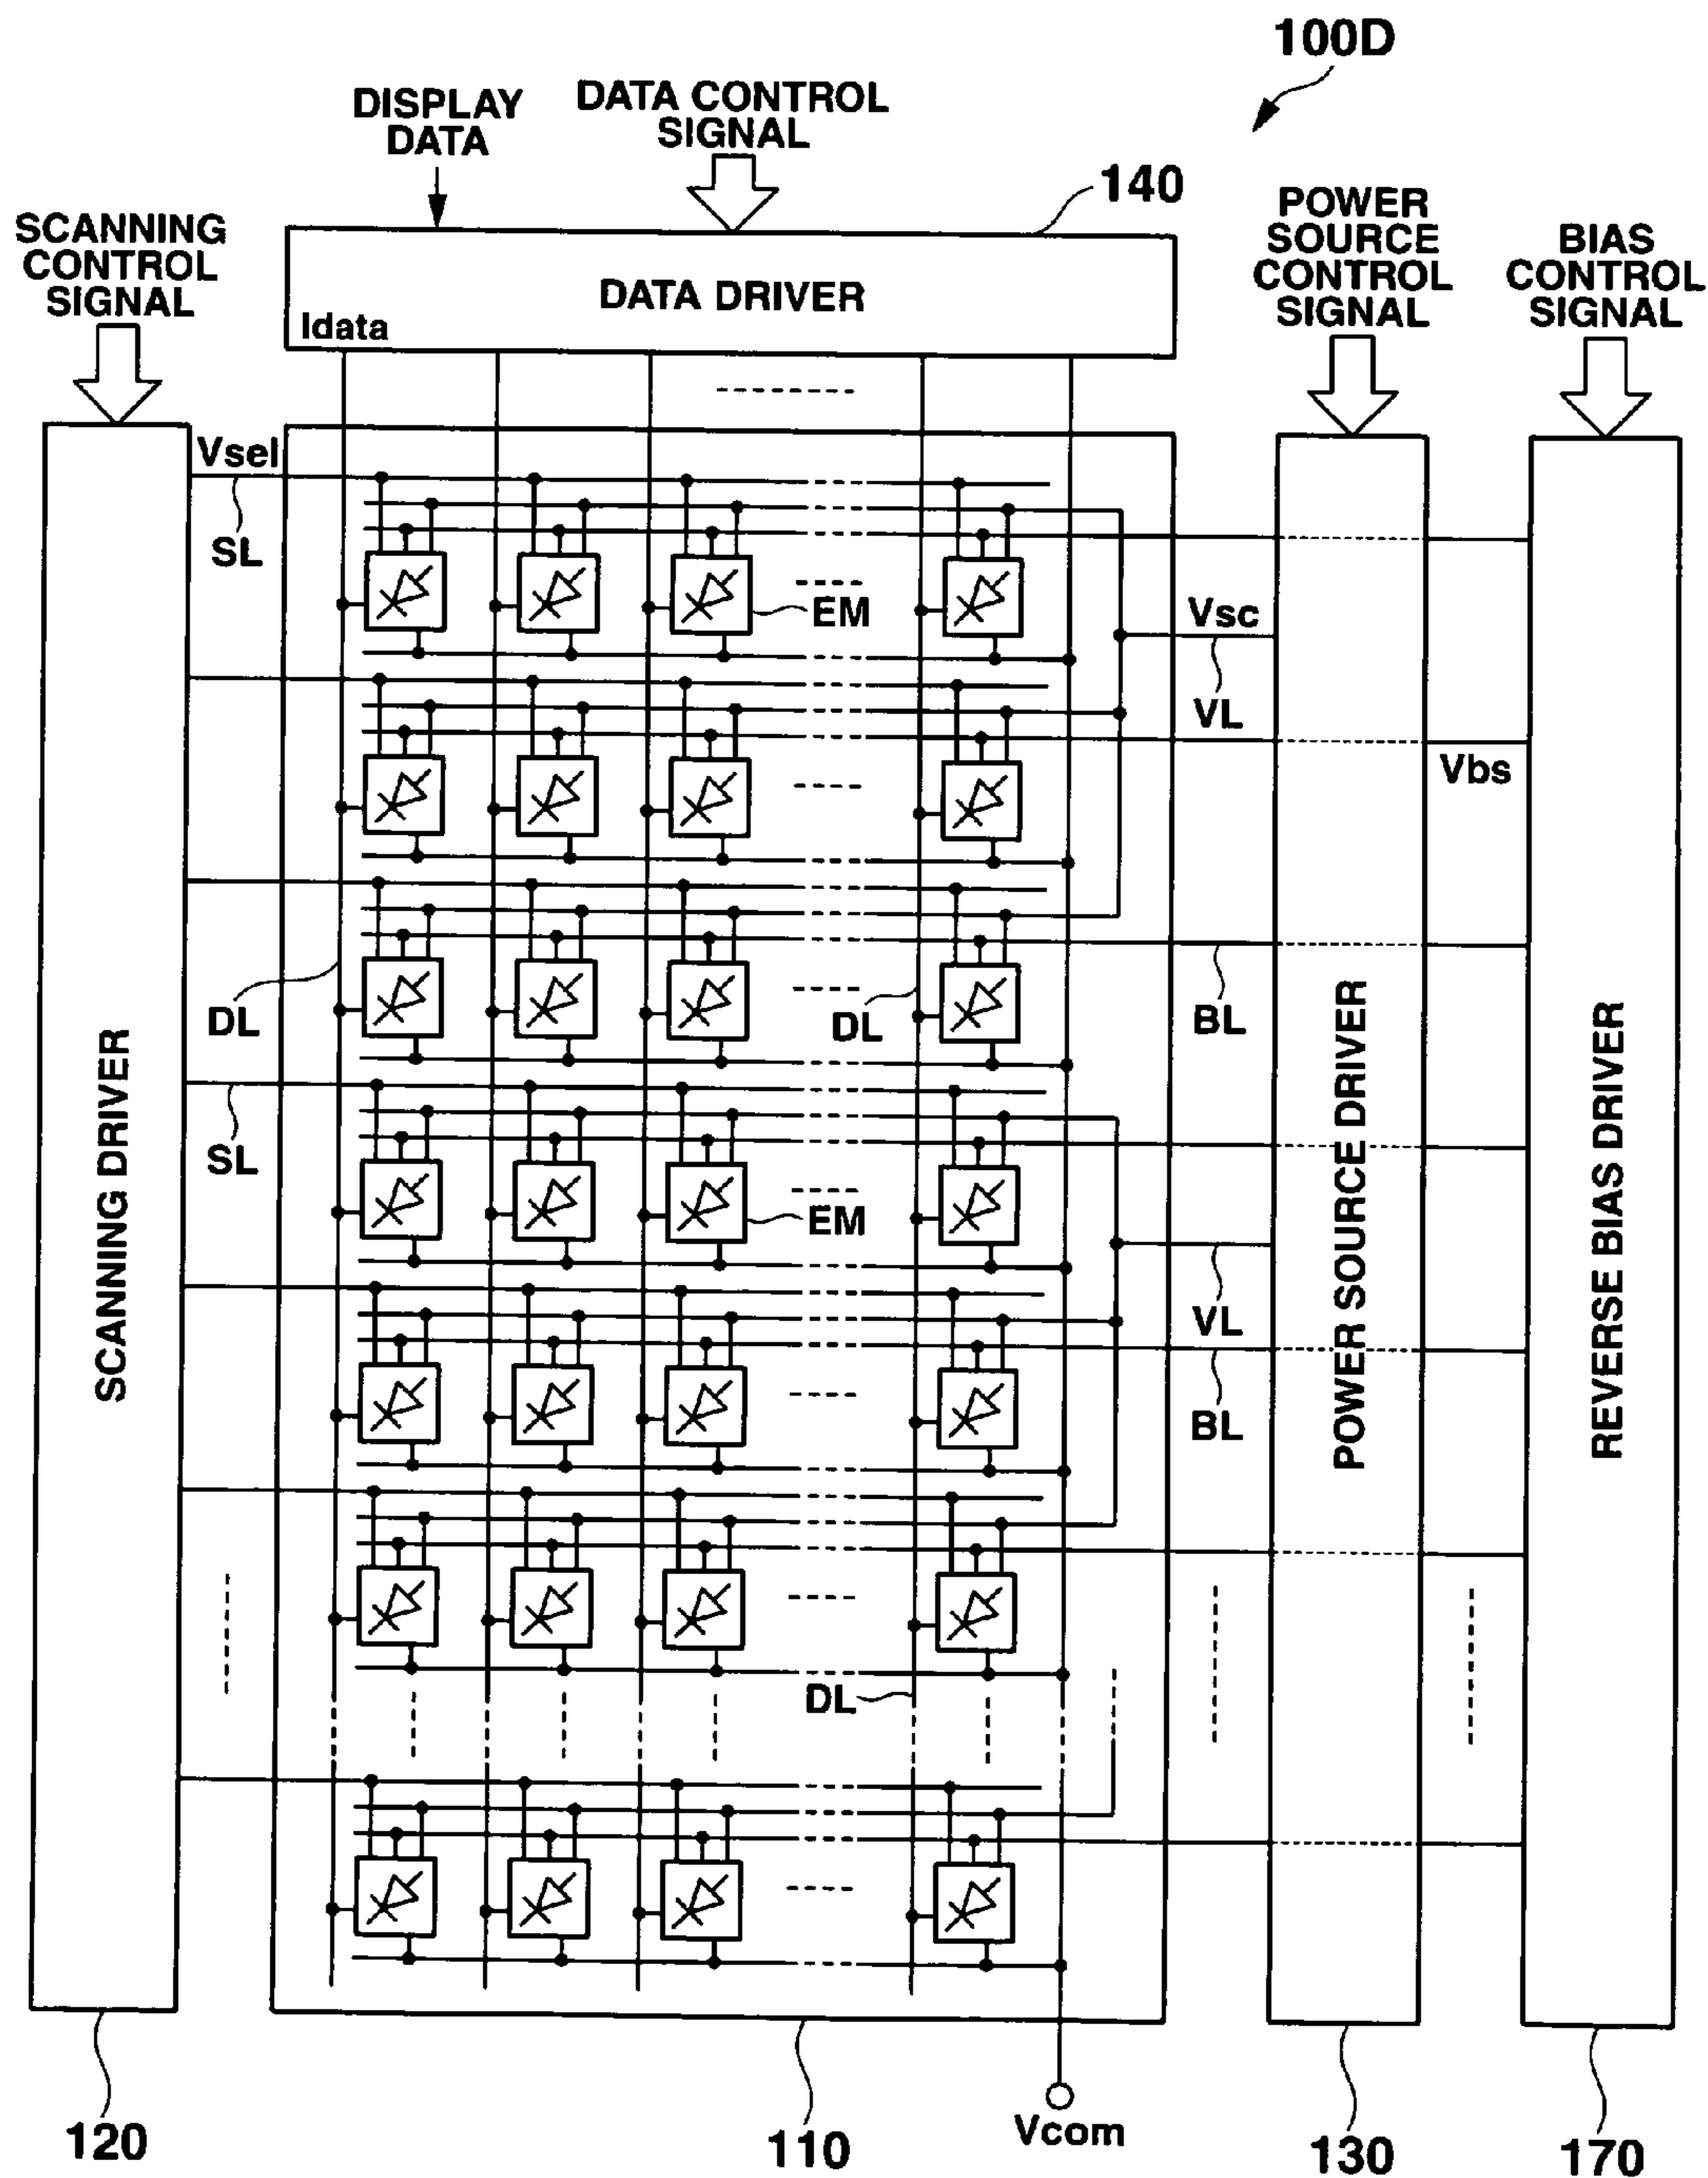 100D
DISPLAY
DATA
DATA CONTROL
SIGNAL
140
SCANNING
CONTROL
SIGNAL
POWER
SOURCE
CONTROL
SIGNAL
BIAS
CONTROL
SIGNAL
DATA DRIVER
Idata
Vsel
SL
EM
Vsc
VL
Vbs
DL
DL
BL
SL
EM
VL
BL
DL
SCANNING DRIVER
POWER SOURCE DRIVER
REVERSE BIAS DRIVER
120
110
Vcom
130
170